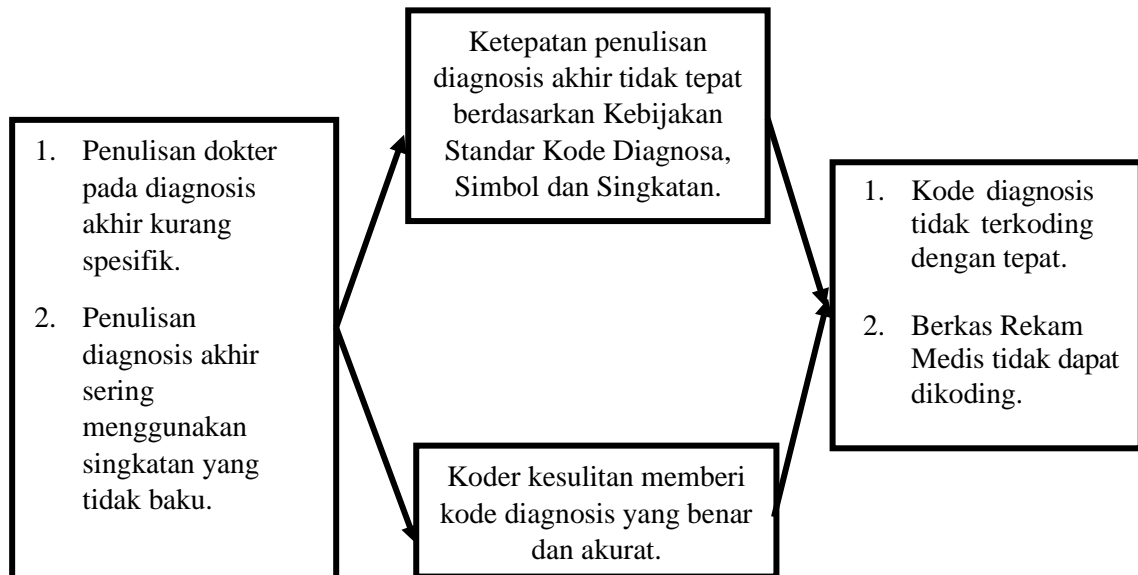 1. Penulisan dokter
pada diagnosis
akhir kurang
spesifik.
2. Penulisan
diagnosis akhir
sering
menggunakan
singkatan yang
tidak baku.
Ketepatan penulisan
diagnosis akhir tidak tepat
berdasarkan Kebijakan
Standar Kode Diagnosa,
Simbol dan Singkatan.
Koder kesulitan memberi
kode diagnosis yang benar
dan akurat.
1. Kode diagnosis
tidak terkoding
dengan tepat.
2. Berkas Rekam
Medis tidak dapat
dikoding.